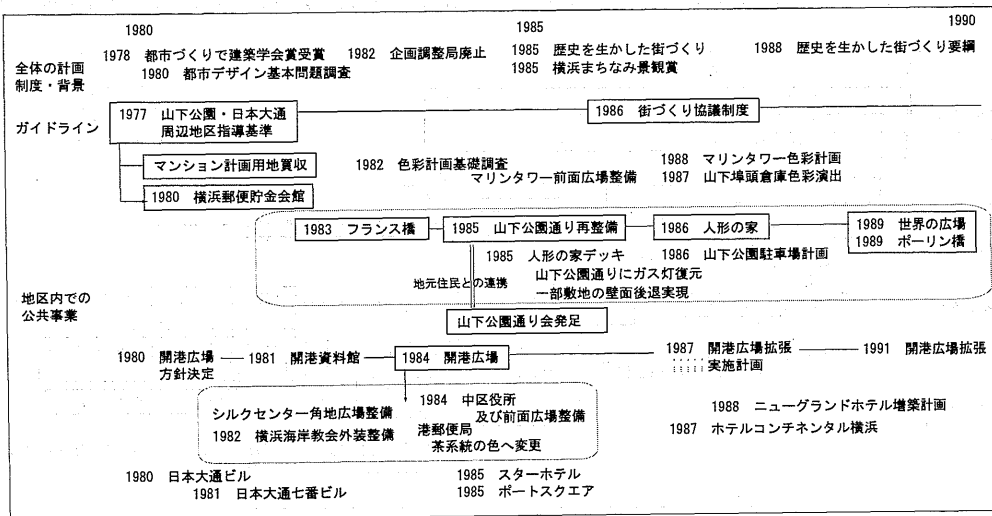 1980
1985
1990
1978 都市づくりで建築学会賞受賞
1982 企画調整局廃止
1985 歴史を生かした街づくり
1988 歴史を生かした街づくり要綱
1980 都市デザイン基本問題調査
1985 横浜まちなみ景観賞
全体の計画
制度・背景
ガイドライン
1977 山下公園・日本大通
周辺地区指導基準
1986 街づくり協議制度
マンション計画用地買収
1982 色彩計画基礎調査
マリンタワー前面広場整備
1988 マリンタワー色彩計画
1987 山下埠頭倉庫色彩演出
1980 横浜郵便貯金会館
1983 フランス橋
1985 山下公園通り再整備
1986 人形の家
1989 世界の広場
1989 ポーリン橋
1985 人形の家デッキ
1986 山下公園駐車場計画
地元住民との連携
山下公園通りにガス灯復元
一部敷地の壁面後退実現
地区内での
公共事業
山下公園通り会発足
1980 開港広場
方針決定
1981 開港資料館
1984 開港広場
1987 開港広場拡張
実施計画
1991 開港広場拡張
シルクセンター角地広場整備
1984 中区役所
及び前面広場整備
1982 横浜海岸教会外装整備
港郵便局
茶系統の色へ変更
1988 ニューグランドホテル増築計画
1987 ホテルコンチネンタル横浜
1980 日本大通ビル
1981 日本大通七番ビル
1985 スターホテル
1985 ポートスクエア